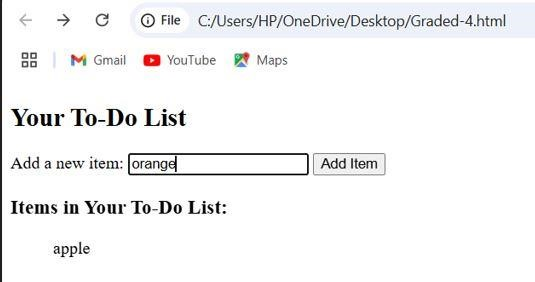 File C:/Users/HP/OneDrive/Desktop/Graded-4.html
Gmail YouTube Maps
Your To-Do List
Add a new item: orange Add Item
Items in Your To-Do List:
apple